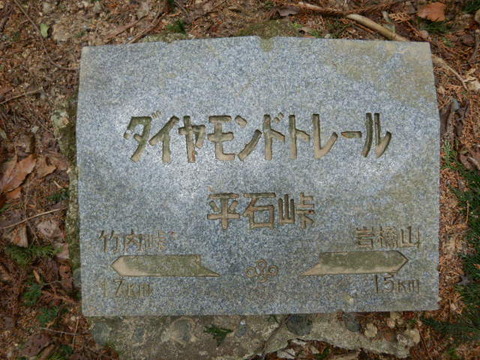 ダイヤモンドトレール
平石峠
竹内峠 岩橋山
1.7km 1.5km